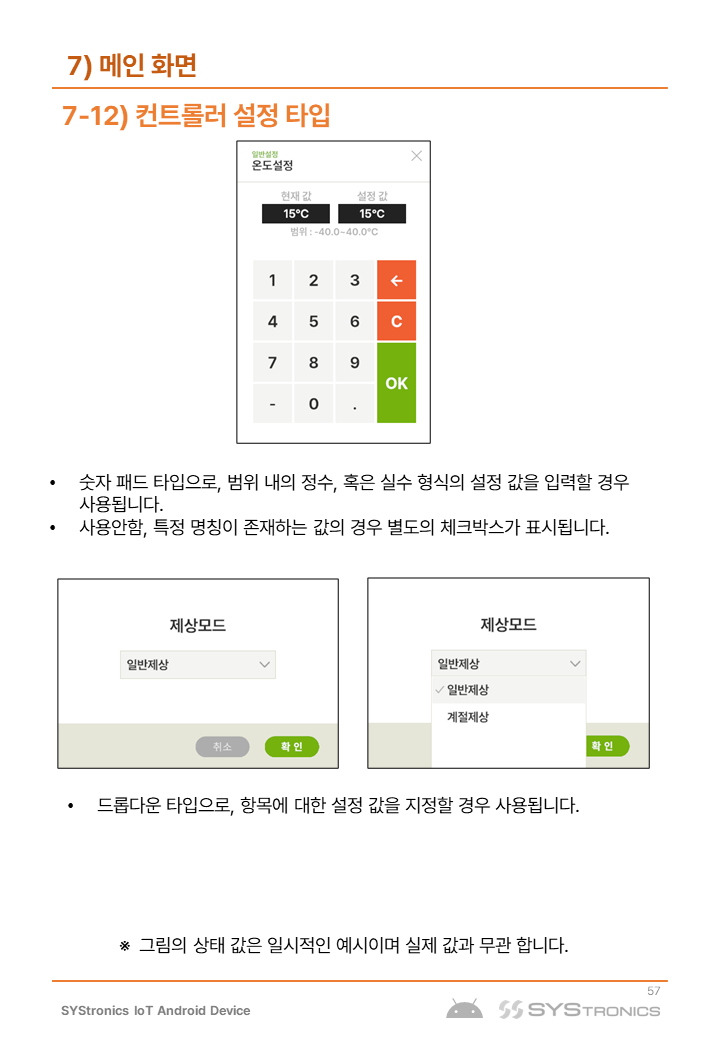 7) 메인 화면
7-12) 컨트롤러 설정 타입
일반설정
온도설정
현재 값 설정 값
15℃ 15℃
범위 : -40.0~40.0℃
1 2 3 ←
4 5 6 C
7 8 9
OK
- 0 .
• 숫자 패드 타입으로, 범위 내의 정수, 혹은 실수 형식의 설정 값을 입력할 경우
사용됩니다.
• 사용안함, 특정 명칭이 존재하는 값의 경우 별도의 체크박스가 표시됩니다.
제상모드
일반제상
취소 확인
제상모드
일반제상
일반제상
계절제상
확인
• 드롭다운 타입으로, 항목에 대한 설정 값을 지정할 경우 사용됩니다.
※ 그림의 상태 값은 일시적인 예시이며 실제 값과 무관 합니다.
57
SYStronics IoT Android Device
SYSTRONICS